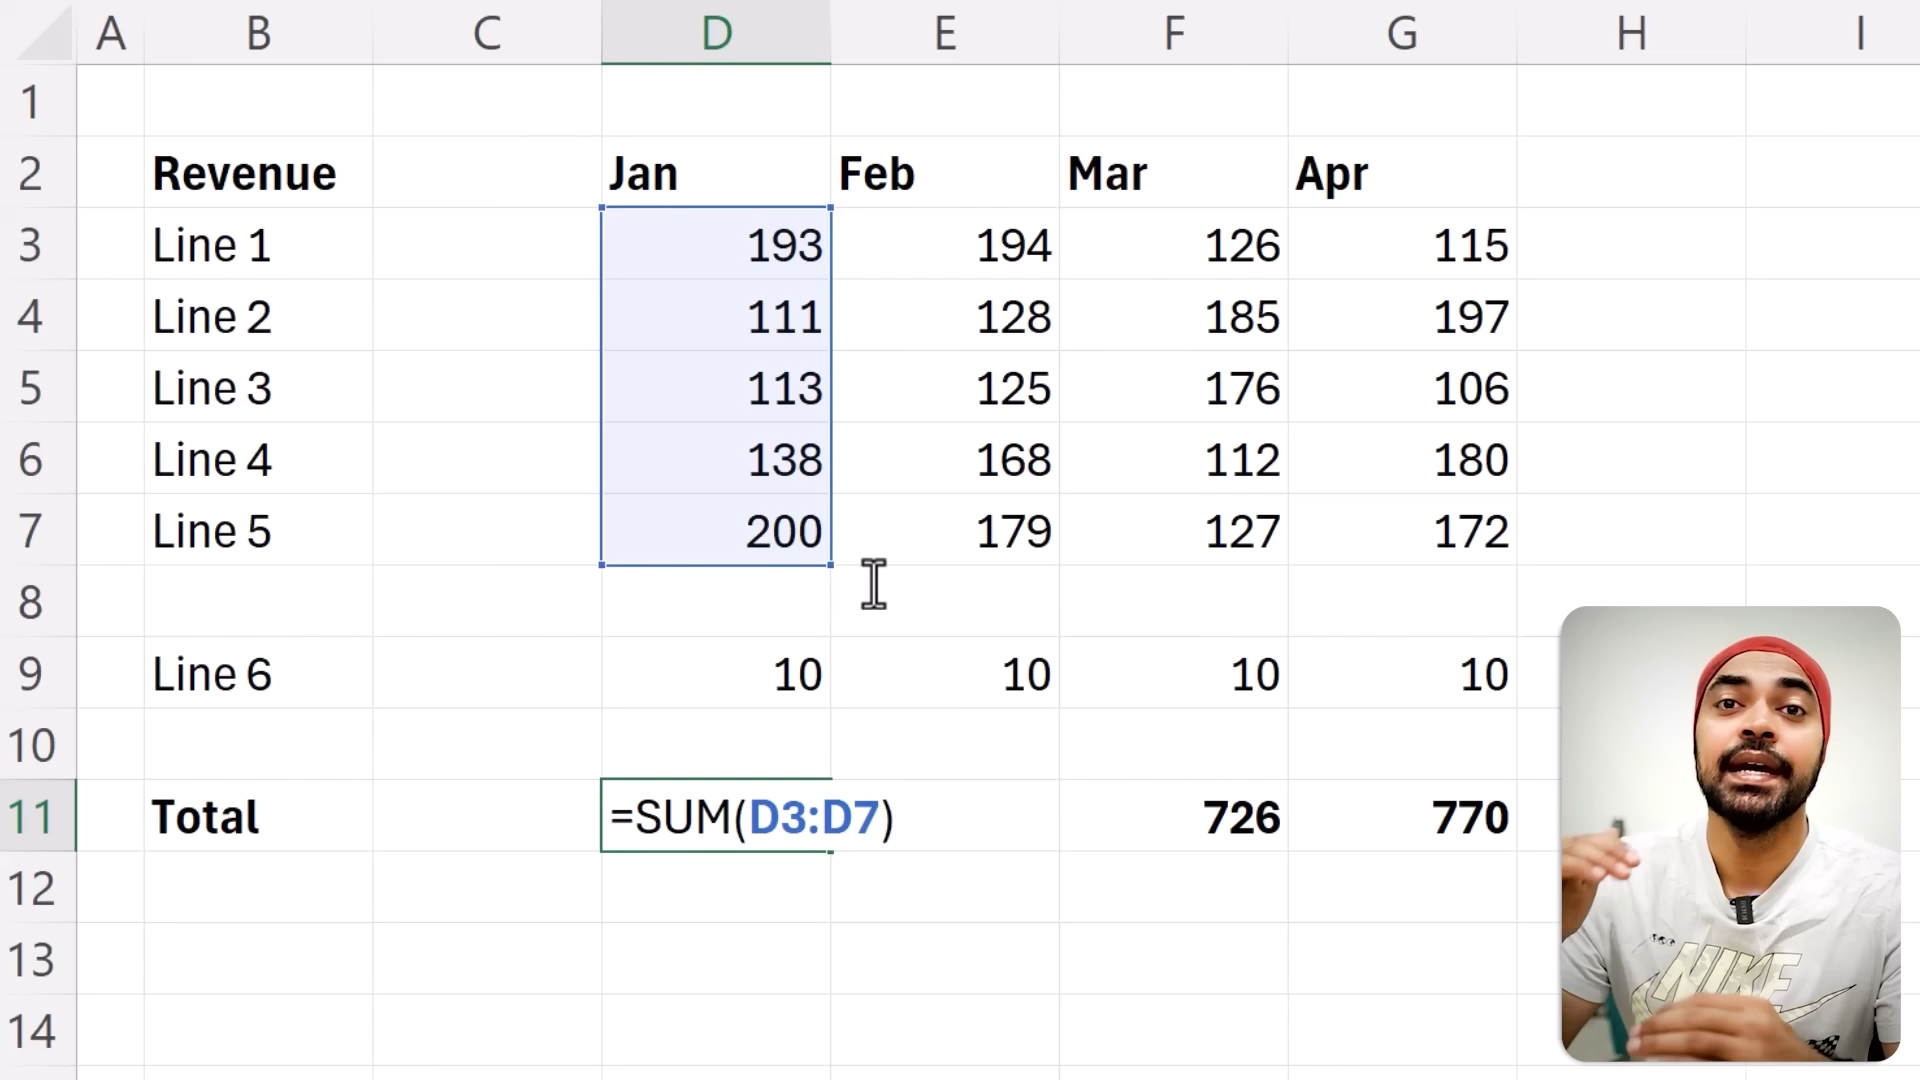 A B C D E F G H I
1
2 Revenue Jan Feb Mar Apr
3 Line 1 193 194 126 115
4 Line 2 111 128 185 197
5 Line 3 113 125 176 106
6 Line 4 138 168 112 180
7 Line 5 200 179 127 172
8
9 Line 6 10 10 10 10
10
11 Total =SUM(D3:D7) 726 770
12
13
14
NIKE